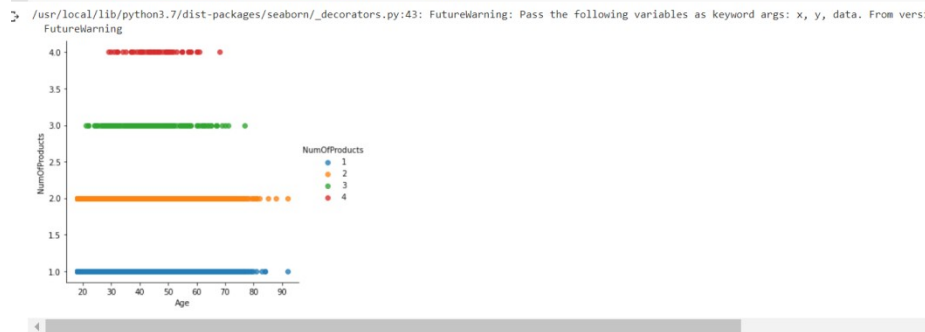 /usr/local/lib/python3.7/dist-packages/seaborn/_decorators.py:43: FutureWarning: Pass the following variables as keyword args: x, y, data. From
FutureWarning
4.0
3.5
3.0
2.5
2.0
1.5
1.0
NumOfProducts
20 30 40 50 60 70 80 90
Age
NumOfProducts
1
2
3
4